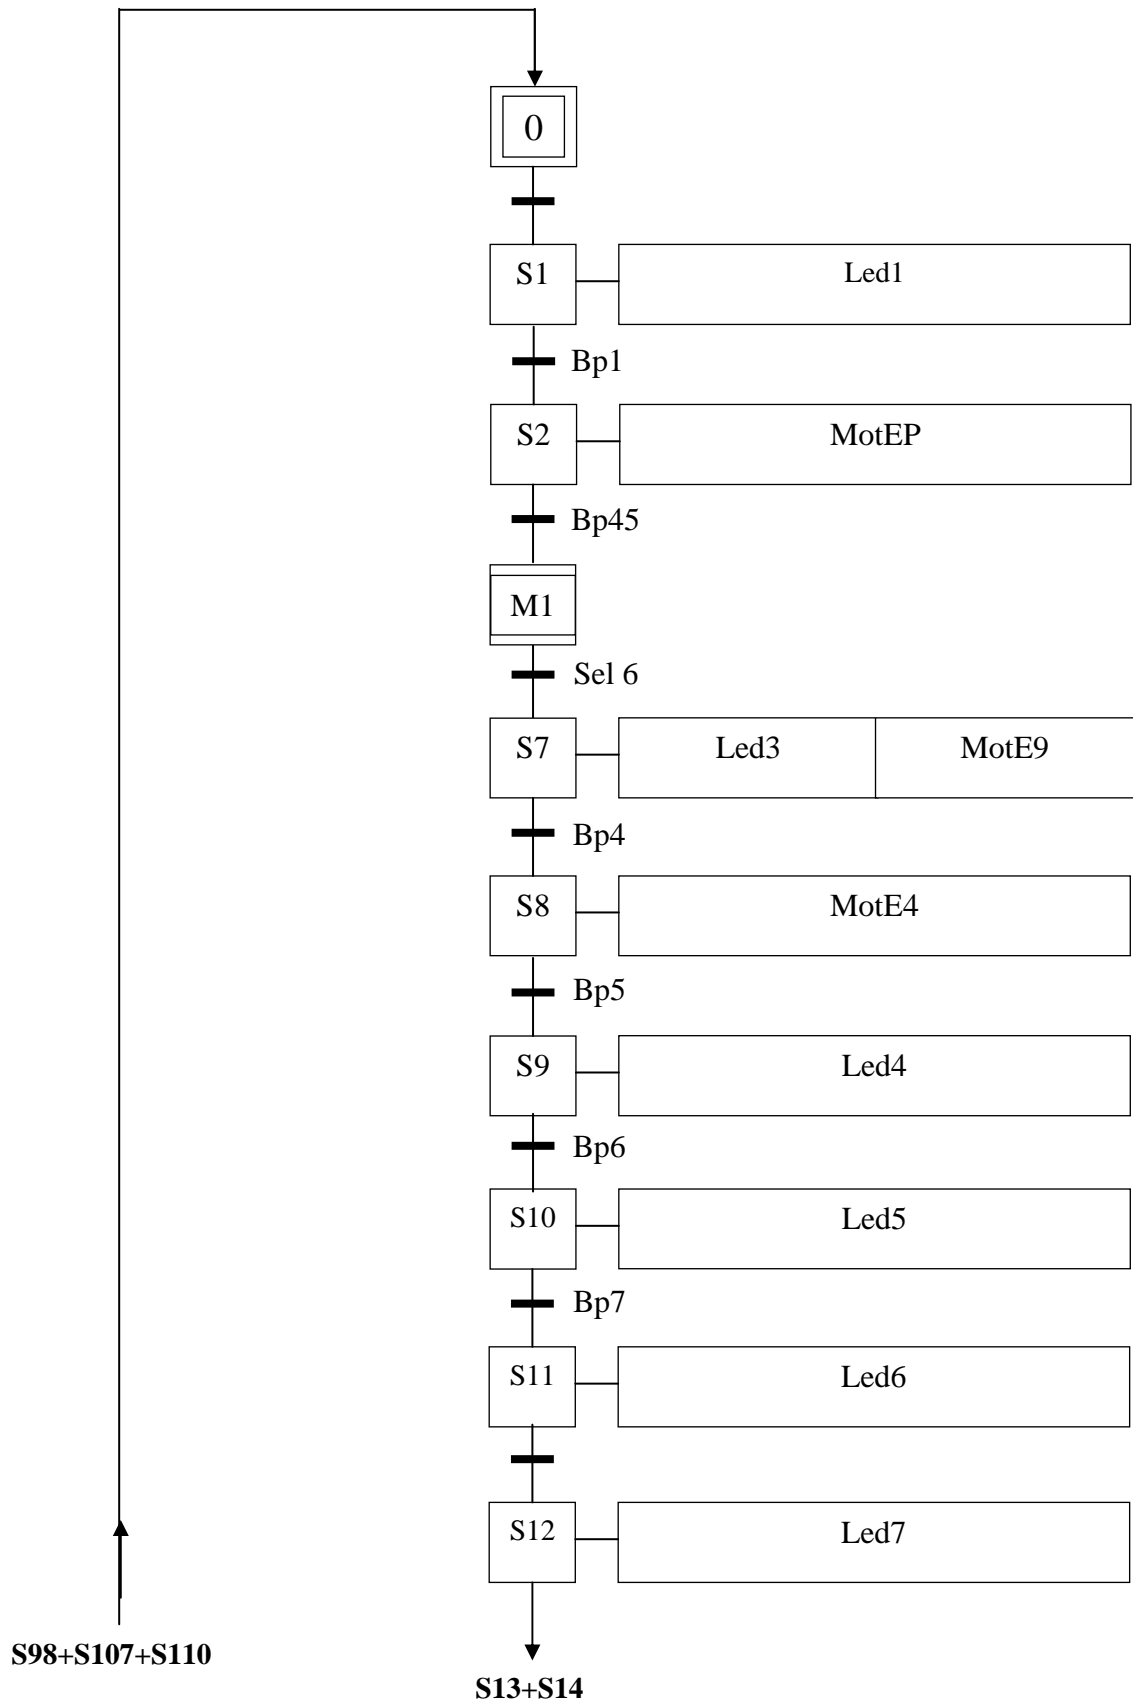 0
S1 Led1
Bp1
S2 MotEP
Bp45
M1
Sel 6
S7 Led3 MotE9
Bp4
S8 MotE4
Bp5
S9 Led4
Bp6
S10 Led5
Bp7
S11 Led6
S12 Led7
S98+S107+S110
S13+S14